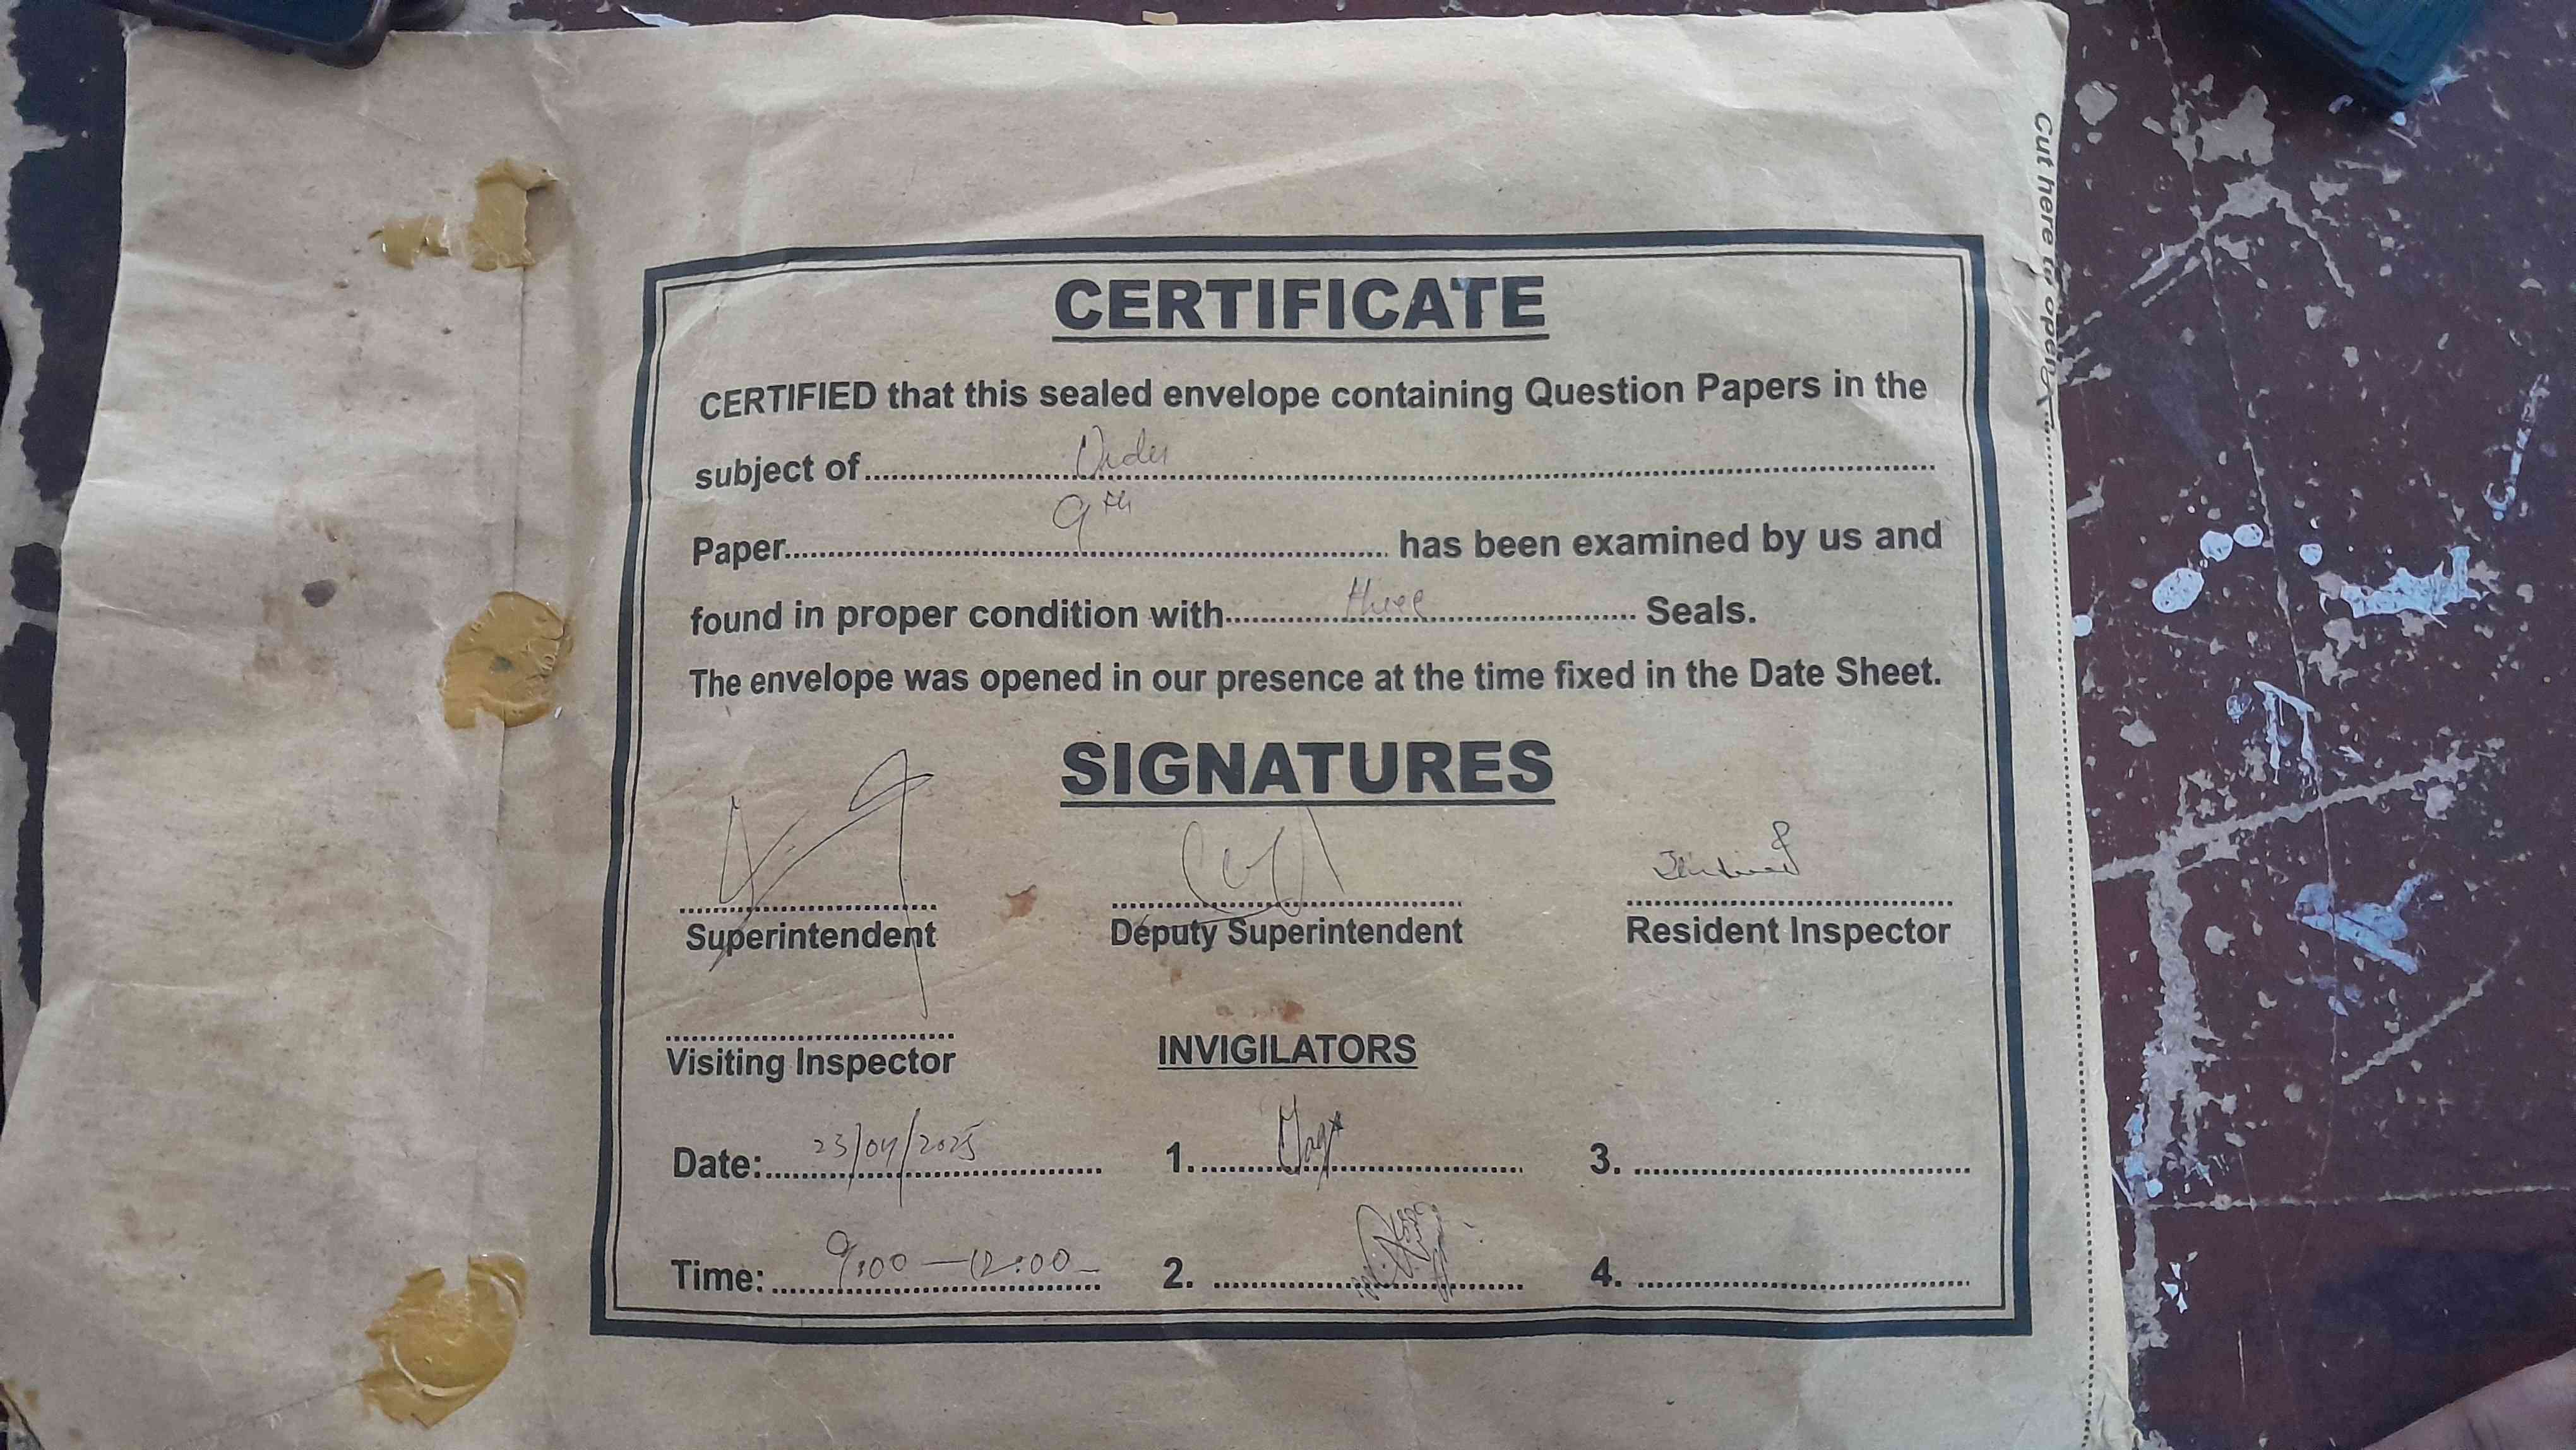 Cut here to open
CERTIFICATE
CERTIFIED that this sealed envelope containing Question Papers in the
subject of........................................
Paper 9th has been examined by us and
found in proper condition with three Seals.
The envelope was opened in our presence at the time fixed in the Date Sheet.
SIGNATURES
Superintendent Deputy Superintendent Resident Inspector
Visiting Inspector INVIGILATORS
Date: 23/04/2025 1. 3.
Time: 9:00 - 12:00 2. 4.